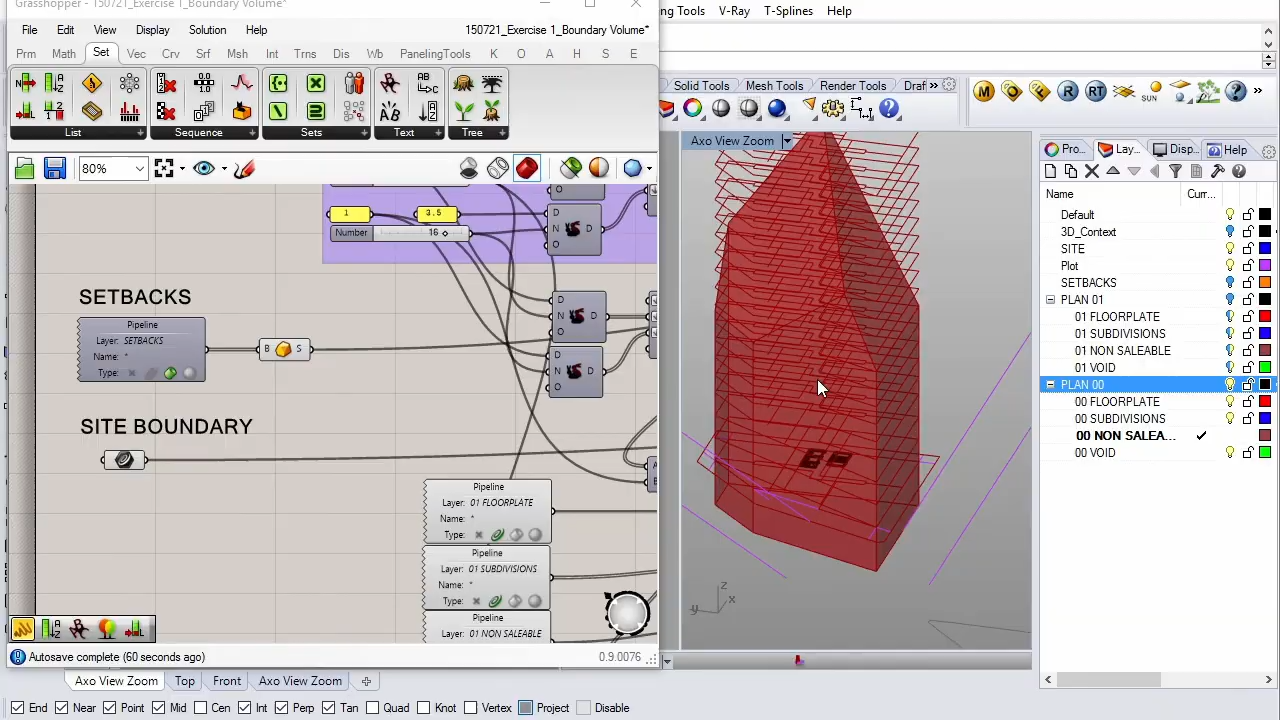 Grasshopper - 150721_Exercise 1_Boundary Volume*
File Edit View Display Solution Help
150721_Exercise 1_Boundary Volume*
Prm Math Set Vec Crv Srf Msh Int Trns Dis Wb PanelingTools K O A H S E
List Sequence Sets Text Tree
80%
1 3.5
Number 16
D N O D
SETBACKS
Pipeline
Layer: SETBACKS
Name: *
Type:
B S
D N O D
D N O D
SITE BOUNDARY
Pipeline
Layer: 01 FLOORPLATE
Name: *
Type:
Pipeline
Layer: 01 SUBDIVISIONS
Name: *
Type:
Pipeline
Layer: 01 NON SALEABLE
Autosave complete (60 seconds ago)
0.9.0076
ng Tools V-Ray T-Splines Help
Solid Tools Mesh Tools Render Tools Draf »
M R RT SUN »
Axo View Zoom
z
y x
Pro... Lay... Disp... Help
Name Curr...
Default
3D_Context
SITE
Plot
SETBACKS
PLAN 01
01 FLOORPLATE
01 SUBDIVISIONS
01 NON SALEABLE
01 VOID
PLAN 00
00 FLOORPLATE
00 SUBDIVISIONS
00 NON SALEA...
00 VOID
Axo View Zoom Top Front Axo View Zoom
End Near Point Mid Cen Int Perp Tan Quad Knot Vertex Project Disable